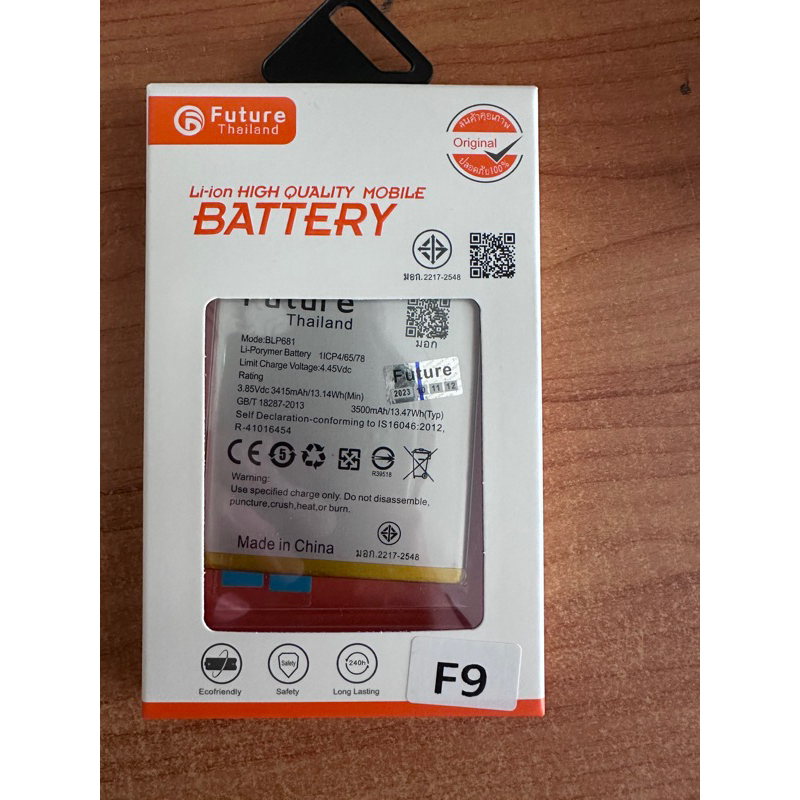 Future
Thailand
สินค้าคุณภาพ
Original
ปลอดภัย100%
Li-ion HIGH QUALITY MOBILE
BATTERY
มอก.2217-2548
Future
Thailand
มอก
Mode:BLP681
Li-Porymer Battery 1ICP4/65/78
Limit Charge Voltage:4.45Vdc
Rating
3.85Vdc 3415mAh/13.14Wh(Min)
3500mAh/13.47Wh(Typ)
GB/T 18287-2013
Self Declaration-conforming to IS16046:2012,
R-41016454
Future
2023 10 11 12
CE 5
R39518
Warning:
Use specified charge only. Do not disassemble,
puncture,crush,heat,or burn.
Made in China
มอก.2217-2548
Ecofriendly
Safety
Safety
240h
Long Lasting
F9